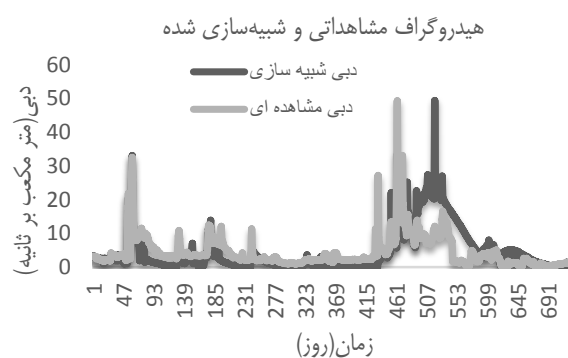 هیدروگراف مشاهداتی و شبیه‌سازی شده
دبی شبیه سازی
دبی مشاهده ای
دبی(متر مکعب بر ثانیه)
60
50
40
30
20
10
0
1 47 93 139 185 231 277 323 369 415 461 507 553 599 645 691
زمان(روز)